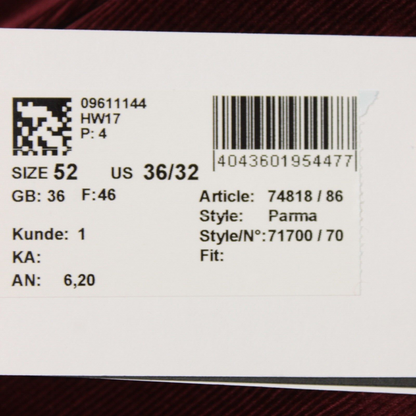 09611144
HW17
P: 4
4043601954477
SIZE 52 US 36/32
GB: 36 F: 46
Article: 74818 / 86
Style: Parma
Kunde: 1
Style/N°: 71700 / 70
KA:
Fit:
AN: 6,20